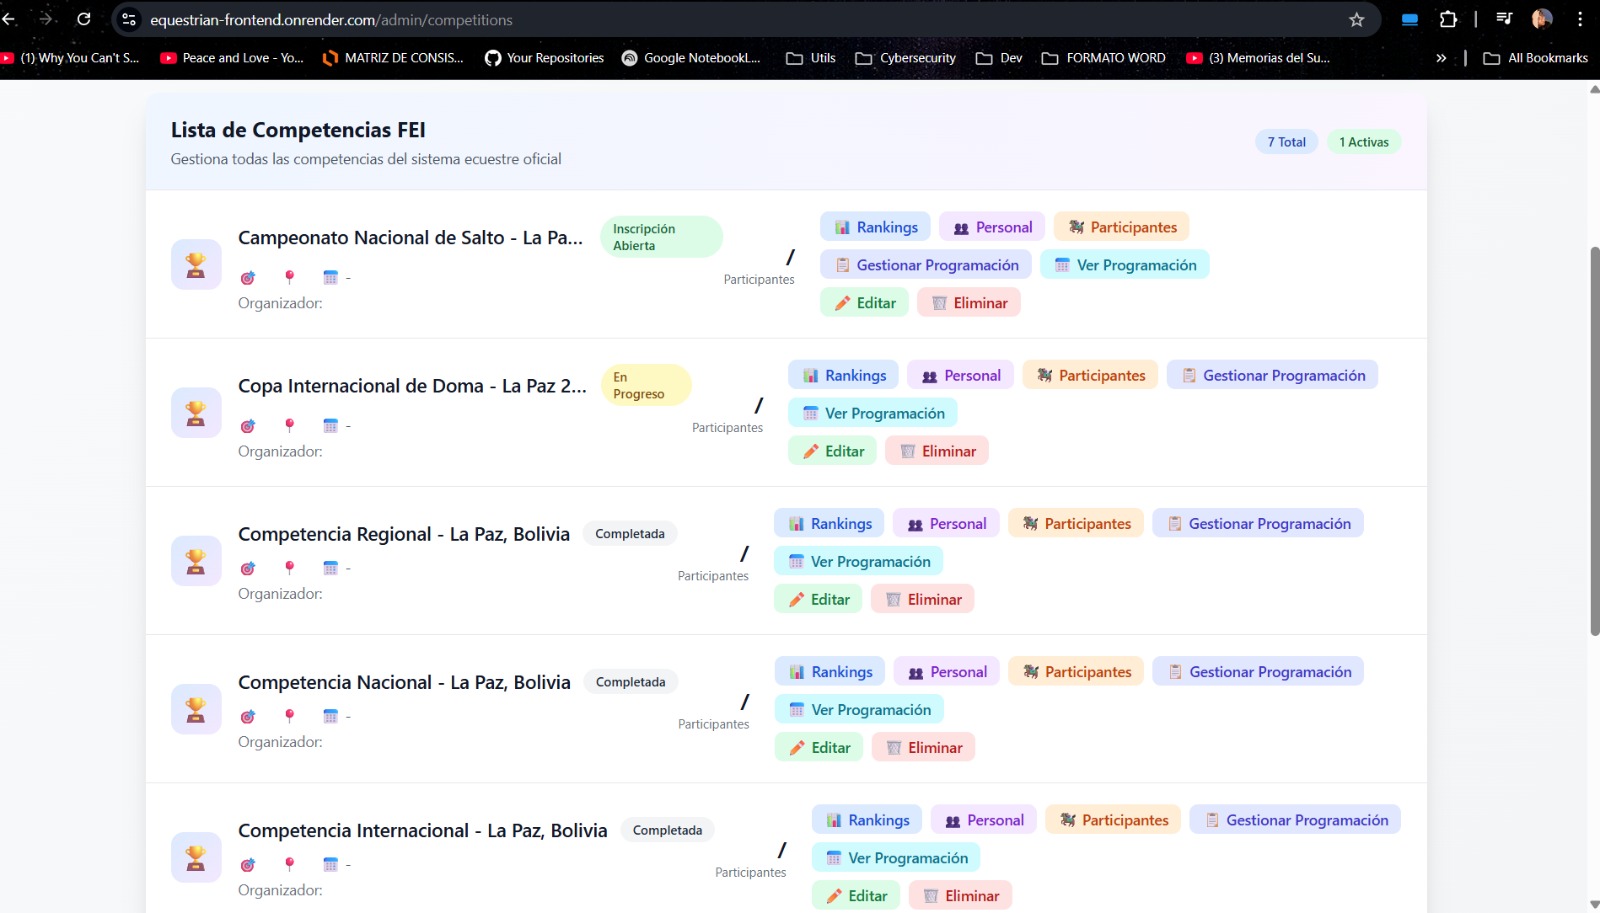 equestrian-frontend.onrender.com/admin/competitions
(1) Why You Can't S...
Peace and Love - Yo...
MATRIZ DE CONSIS...
Your Repositories
Google NotebookL...
Utils
Cybersecurity
Dev
FORMATO WORD
(3) Memorias del Su...
»
All Bookmarks
Lista de Competencias FEI
Gestiona todas las competencias del sistema ecuestre oficial
7 Total
1 Activas
Campeonato Nacional de Salto - La Pa...
Inscripción
Abierta
-
Organizador:
/
Participantes
Rankings
Personal
Participantes
Gestionar Programación
Ver Programación
Editar
Eliminar
Copa Internacional de Doma - La Paz 2...
En
Progreso
-
Organizador:
/
Participantes
Rankings
Personal
Participantes
Gestionar Programación
Ver Programación
Editar
Eliminar
Competencia Regional - La Paz, Bolivia
Completada
-
Organizador:
/
Participantes
Rankings
Personal
Participantes
Gestionar Programación
Ver Programación
Editar
Eliminar
Competencia Nacional - La Paz, Bolivia
Completada
-
Organizador:
/
Participantes
Rankings
Personal
Participantes
Gestionar Programación
Ver Programación
Editar
Eliminar
Competencia Internacional - La Paz, Bolivia
Completada
-
Organizador:
/
Participantes
Rankings
Personal
Participantes
Gestionar Programación
Ver Programación
Editar
Eliminar